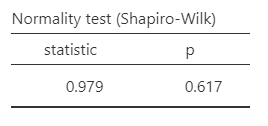 Normality test (Shapiro-Wilk)
statistic p
0.979 0.617